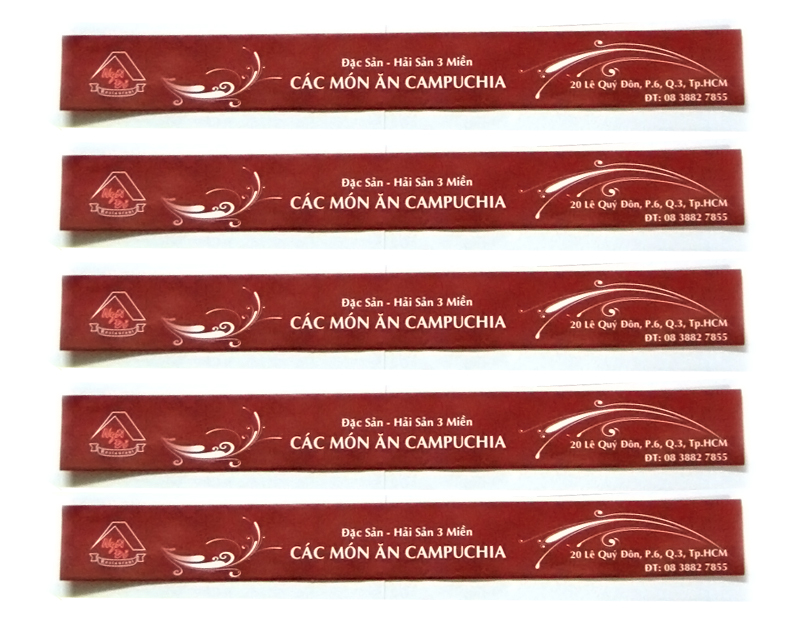 Đặc Sản - Hải Sản 3 Miền
CÁC MÓN ĂN CAMPUCHIA
20 Lê Quý Đôn, P.6, Q.3, Tp.HCM
ĐT: 08 3882 7855
Restaurant
Đặc Sản - Hải Sản 3 Miền
CÁC MÓN ĂN CAMPUCHIA
20 Lê Quý Đôn, P.6, Q.3, Tp.HCM
ĐT: 08 3882 7855
Restaurant
Đặc Sản - Hải Sản 3 Miền
CÁC MÓN ĂN CAMPUCHIA
20 Lê Quý Đôn, P.6, Q.3, Tp.HCM
ĐT: 08 3882 7855
Restaurant
Đặc Sản - Hải Sản 3 Miền
CÁC MÓN ĂN CAMPUCHIA
20 Lê Quý Đôn, P.6, Q.3, Tp.HCM
ĐT: 08 3882 7855
Restaurant
Đặc Sản - Hải Sản 3 Miền
CÁC MÓN ĂN CAMPUCHIA
20 Lê Quý Đôn, P.6, Q.3, Tp.HCM
ĐT: 08 3882 7855
Restaurant